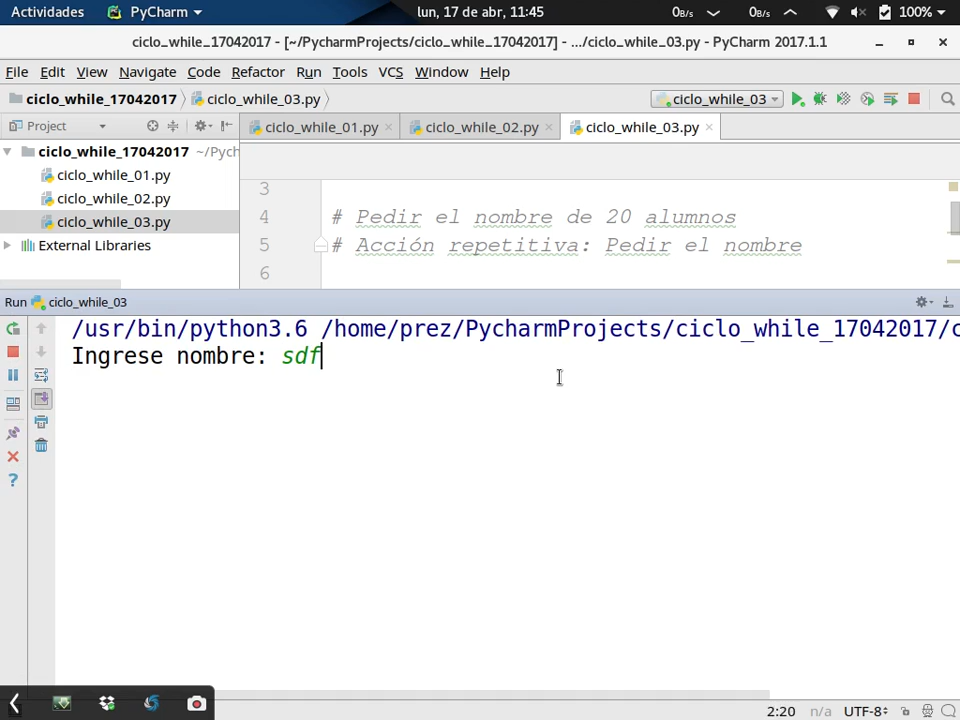 Actividades PyCharm lun, 17 de abr, 11:45 0B/s 0B/s 100%
ciclo_while_17042017 - [~/PycharmProjects/ciclo_while_17042017] - .../ciclo_while_03.py - PyCharm 2017.1.1
File Edit View Navigate Code Refactor Run Tools VCS Window Help
ciclo_while_17042017 ciclo_while_03.py ciclo_while_03
Project ciclo_while_01.py ciclo_while_02.py ciclo_while_03.py
ciclo_while_17042017 ~/Pych
ciclo_while_01.py
ciclo_while_02.py
ciclo_while_03.py
External Libraries
3
4 # Pedir el nombre de 20 alumnos
5 # Acción repetitiva: Pedir el nombre
6
Run ciclo_while_03
/usr/bin/python3.6 /home/prez/PycharmProjects/ciclo_while_17042017/c
Ingrese nombre: sdf
2:20 n/a UTF-8